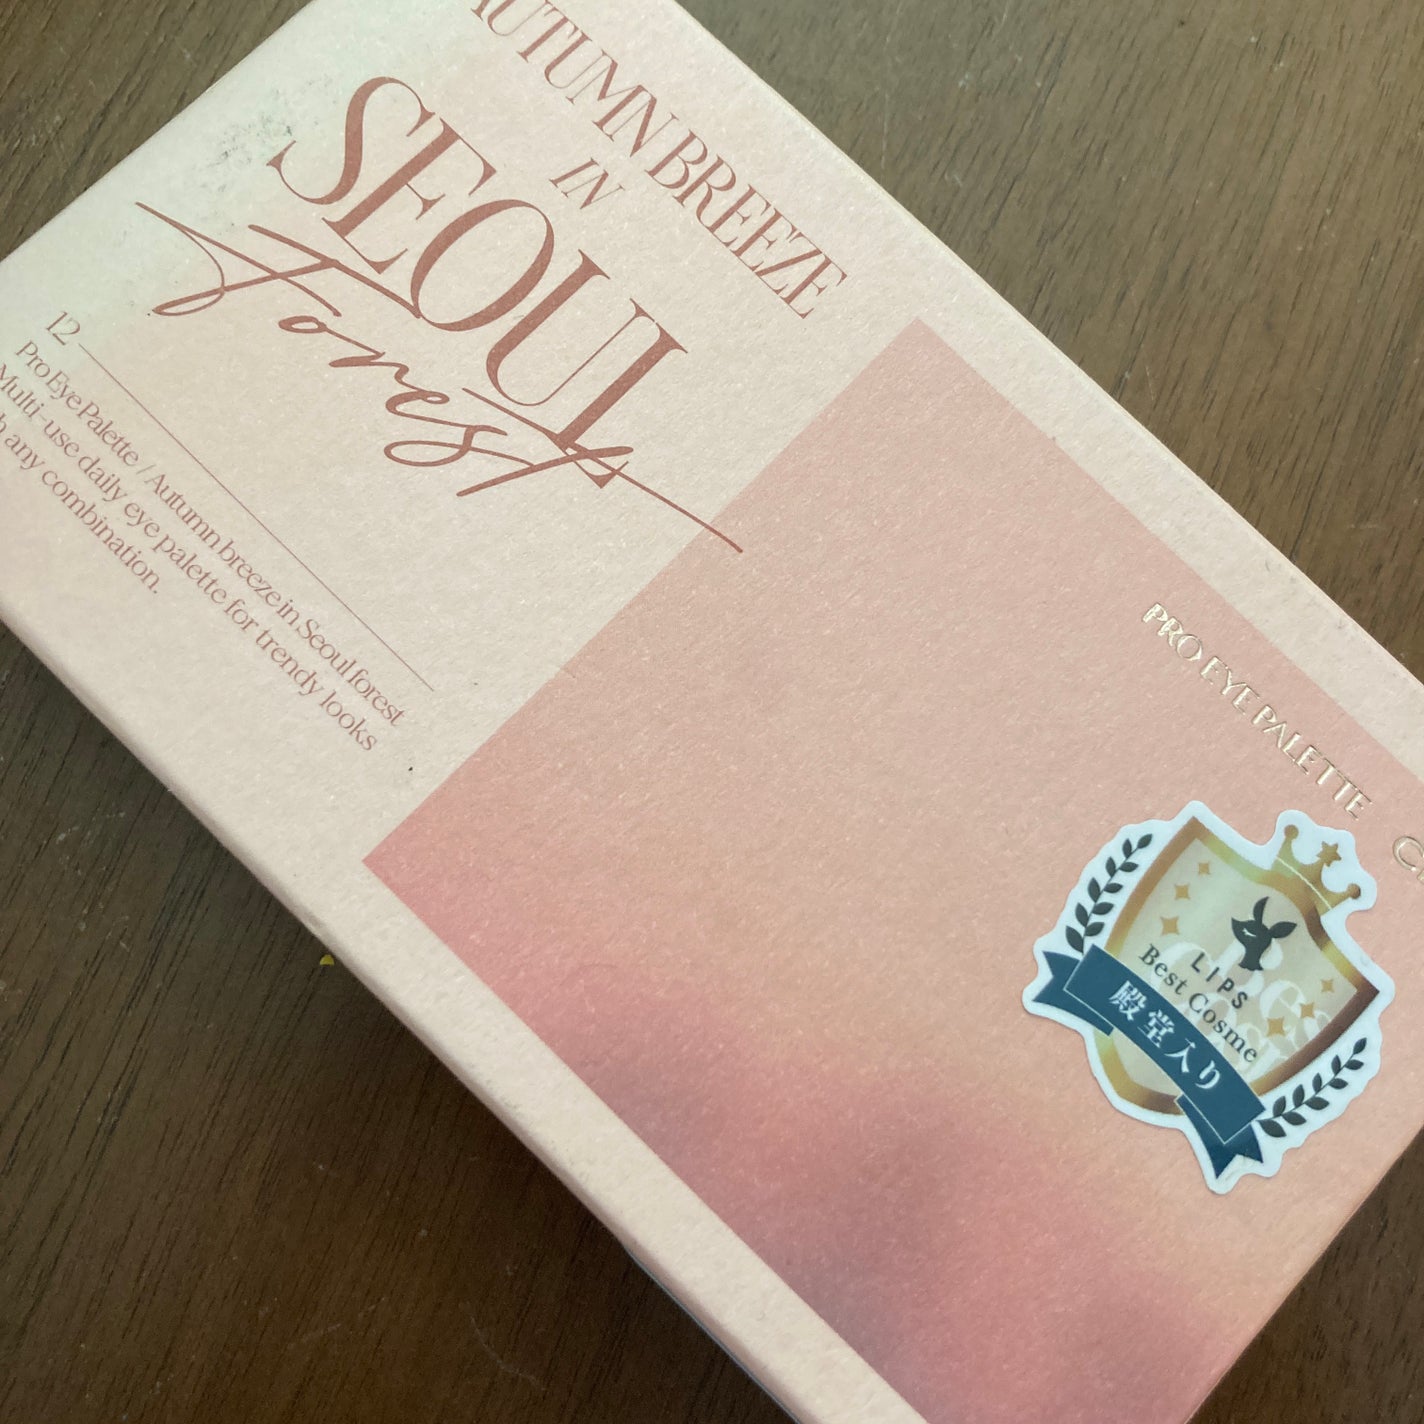 AUTUMN BREEZE
IN
SEOUL
forest
12
Pro Eye Palette / Autumn breeze in Seoul forest
Multi-use daily eye palette for trendy looks
any combination.
PRO EYE PALETTE
LIPS
Best Cosme
殿堂入り